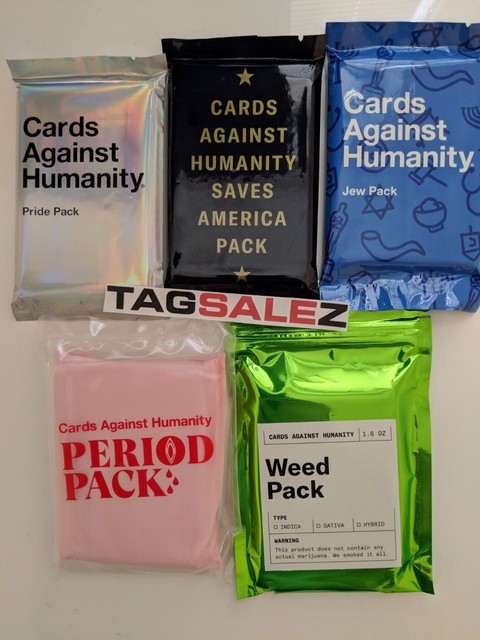 Cards
Against
Humanity.
Pride Pack
CARDS
AGAINST
HUMANITY
SAVES
AMERICA
PACK
Cards
Against
Humanity.
Jew Pack
TAGSALEZ
Cards Against Humanity
PERIOD
PACK
CARDS AGAINST HUMANITY 1.6 OZ
Weed
Pack
TYPE
INDICA SATIVA HYBRID
WARNING
This product does not contain any
actual marijuana. We smoked it all.